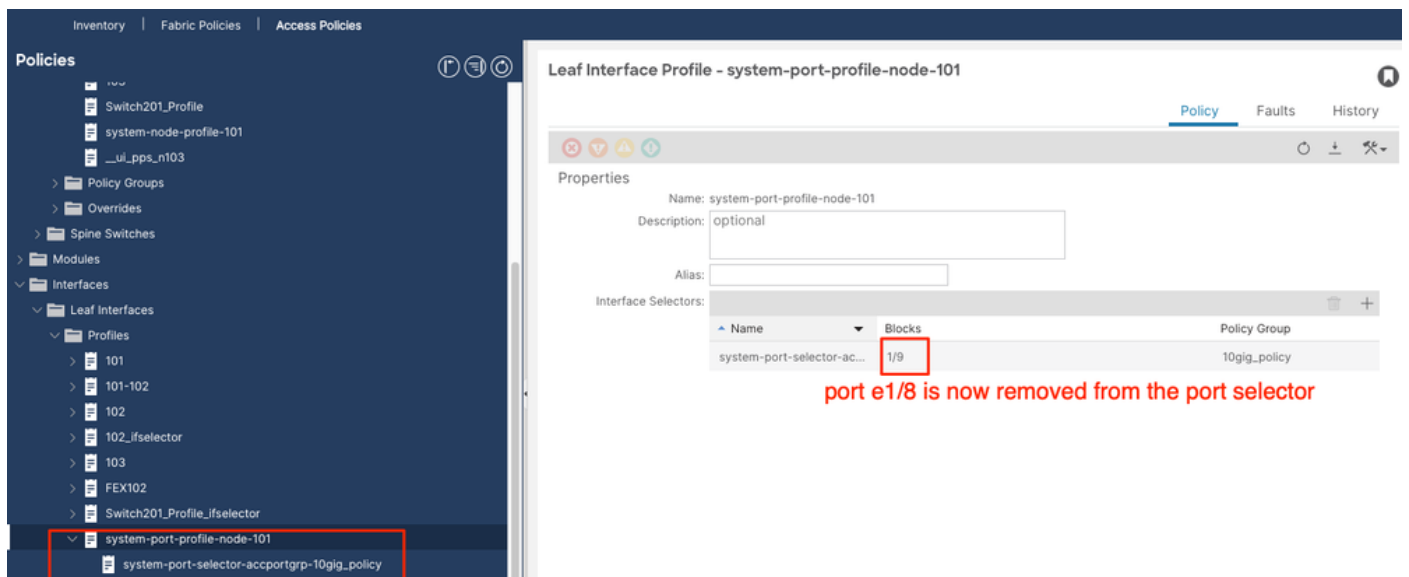 Inventory | Fabric Policies | Access Policies
Policies
Switch201_Profile
system-node-profile-101
__ui_pps_n103
Policy Groups
Overrides
Spine Switches
Modules
Interfaces
Leaf Interfaces
Profiles
101
101-102
102
102_ifselector
103
FEX102
Switch201_Profile_ifselector
system-port-profile-node-101
system-port-selector-accportgrp-10gig_policy
Leaf Interface Profile - system-port-profile-node-101
Policy Faults History
Properties
Name: system-port-profile-node-101
Description: optional
Alias:
Interface Selectors:
Name Blocks Policy Group
system-port-selector-ac... 1/9 10gig_policy
port e1/8 is now removed from the port selector